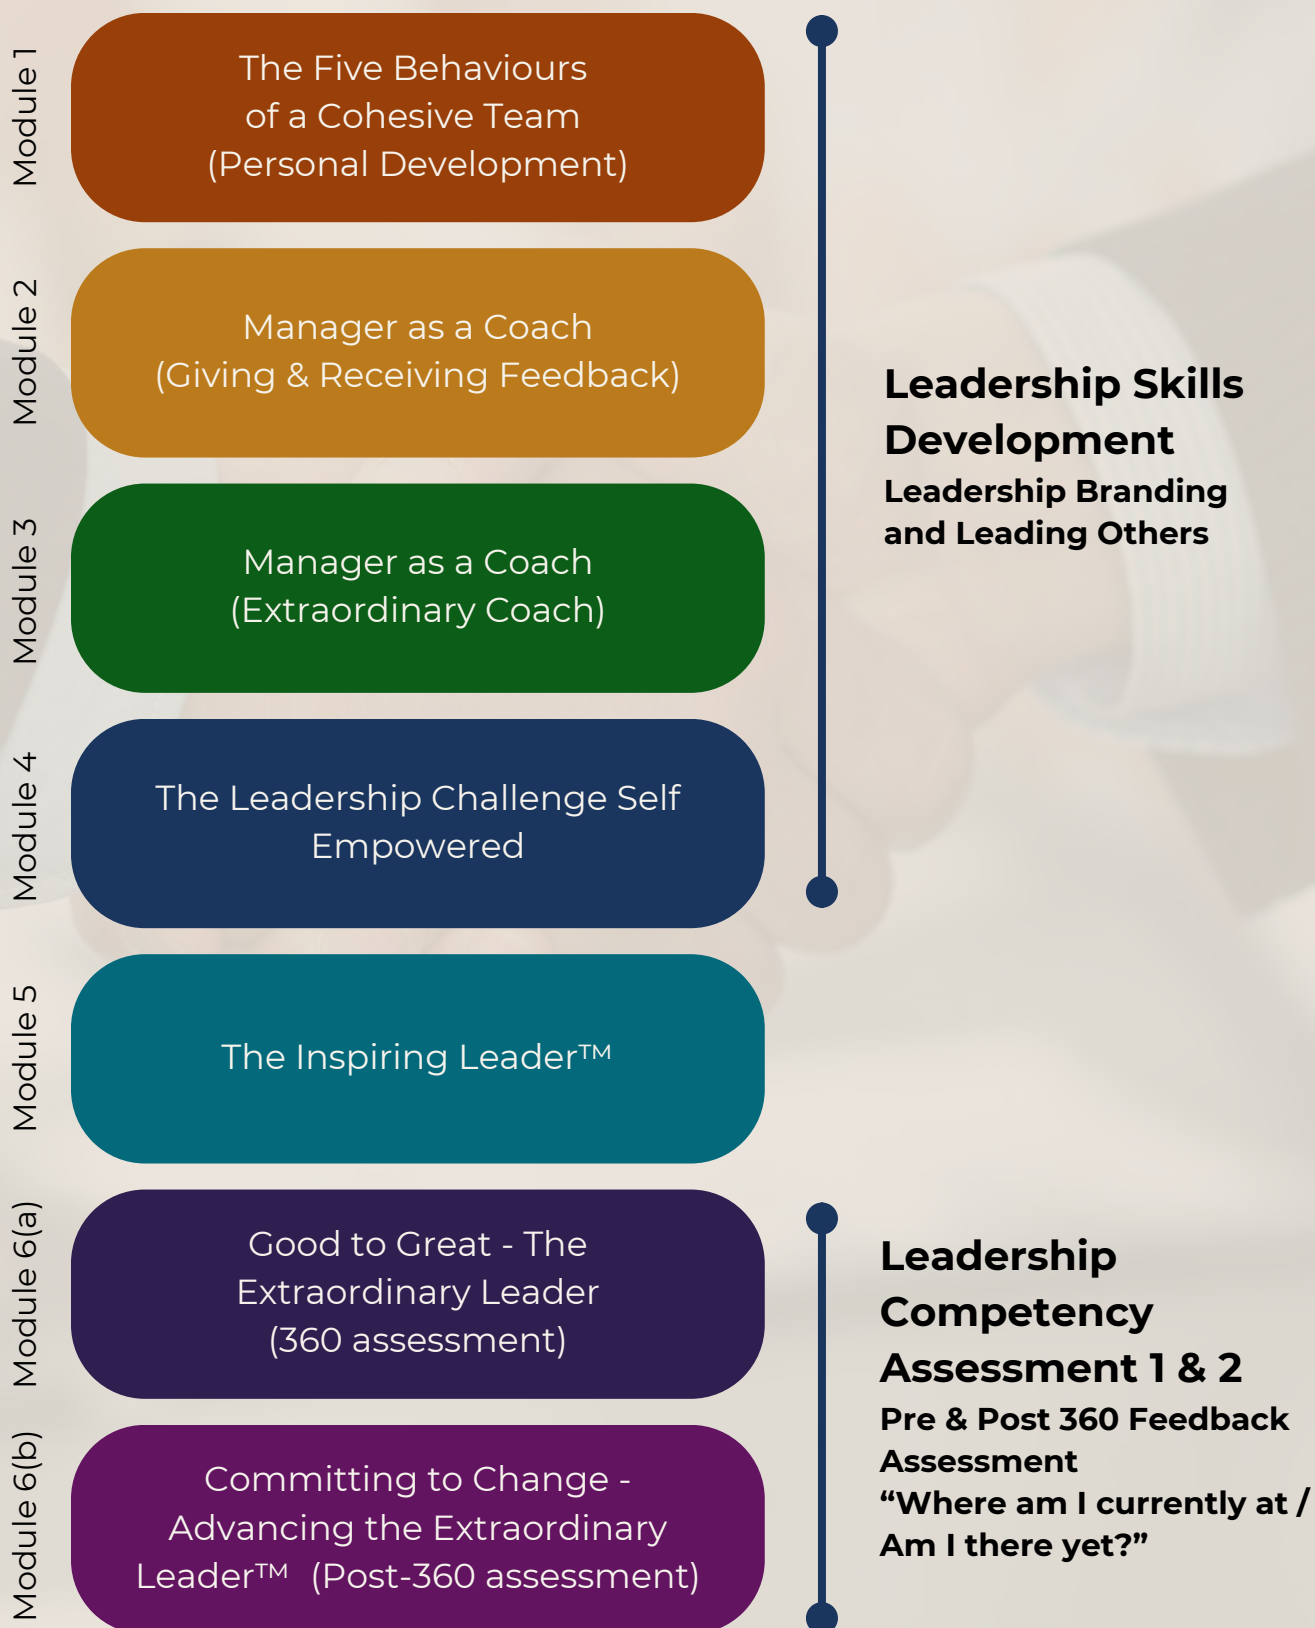 Module 1
The Five Behaviours
of a Cohesive Team
(Personal Development)
Module 2
Manager as a Coach
(Giving & Receiving Feedback)
Module 3
Manager as a Coach
(Extraordinary Coach)
Module 4
The Leadership Challenge Self
Empowered
Leadership Skills
Development
Leadership Branding
and Leading Others
Module 5
The Inspiring Leader™
Module 6(a)
Good to Great - The
Extraordinary Leader
(360 assessment)
Module 6(b)
Committing to Change -
Advancing the Extraordinary
Leader™ (Post-360 assessment)
Leadership
Competency
Assessment 1 & 2
Pre & Post 360 Feedback
Assessment
“Where am I currently at /
Am I there yet?”